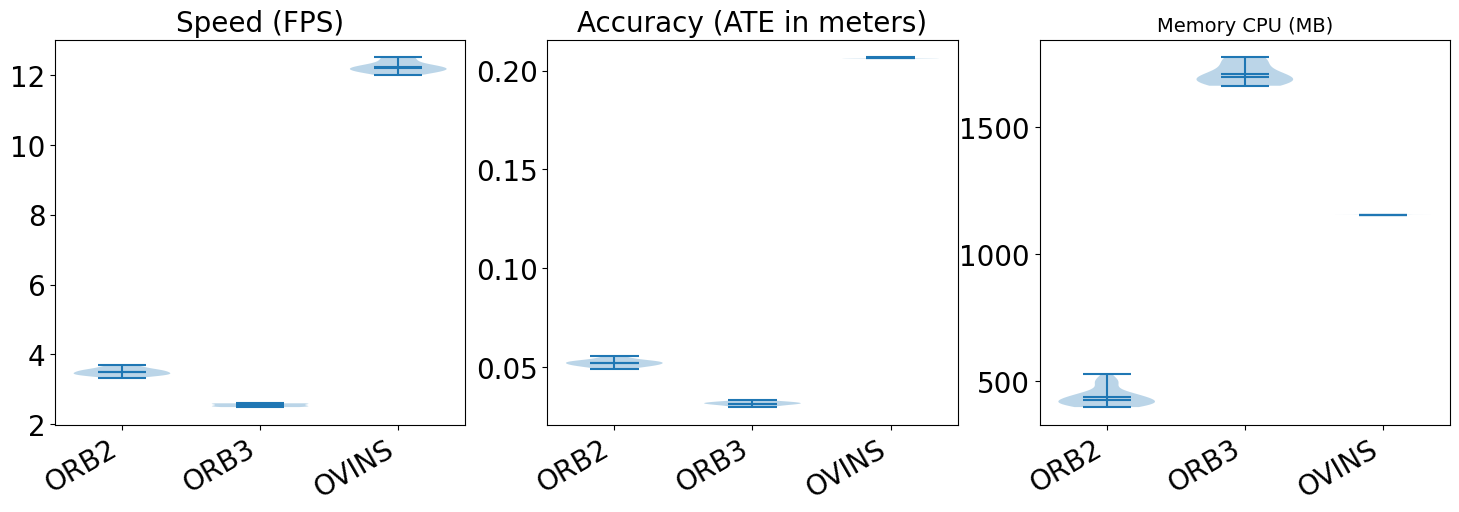 Speed (FPS)
12
10
8
6
4
2
ORB2
ORB3
OVINS
Accuracy (ATE in meters)
0.20
0.15
0.10
0.05
ORB2
ORB3
OVINS
Memory CPU (MB)
1500
1000
500
ORB2
ORB3
OVINS